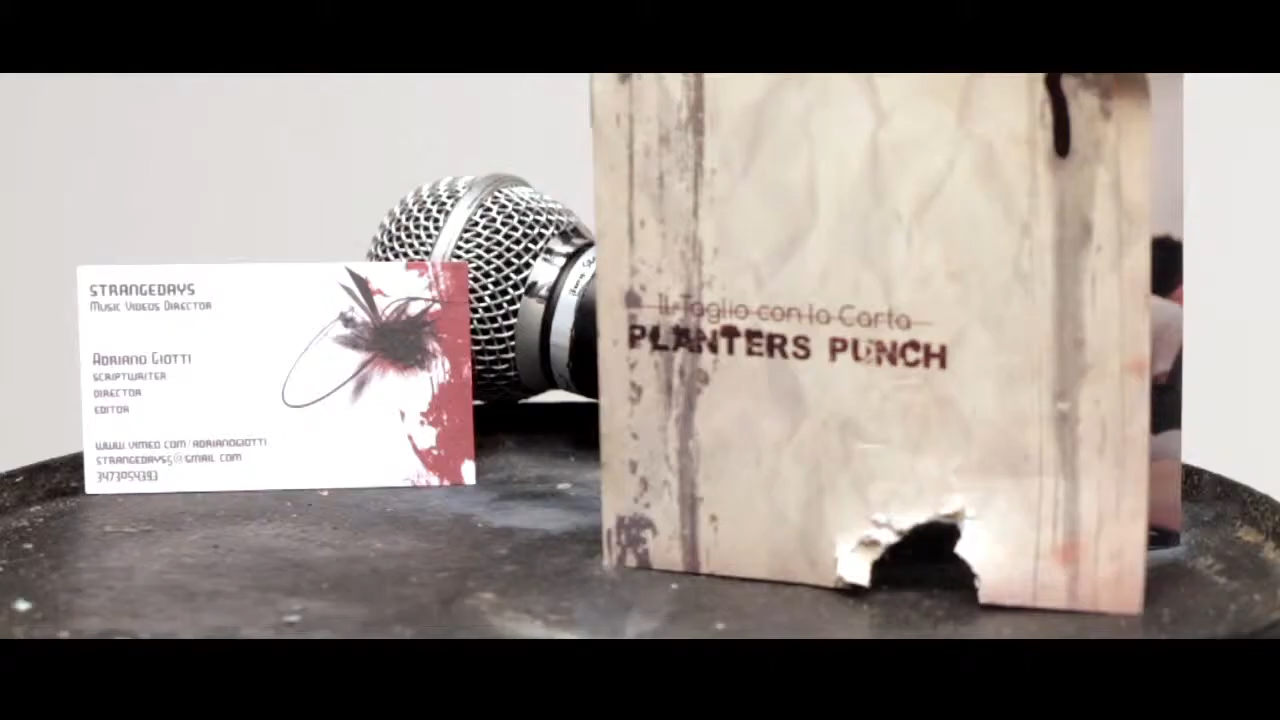 STRANGEDAYS
MUSIC VIDEOS DIRECTOR
ADRIANO GIOTTI
SCRIPTWRITER
DIRECTOR
EDITOR
WWW.VIMEO.COM/ADRIANOGIOTTI
STRANGEDAYS5@GMAIL.COM
3473054393
Il Taglio con la Carta
PLANTERS PUNCH